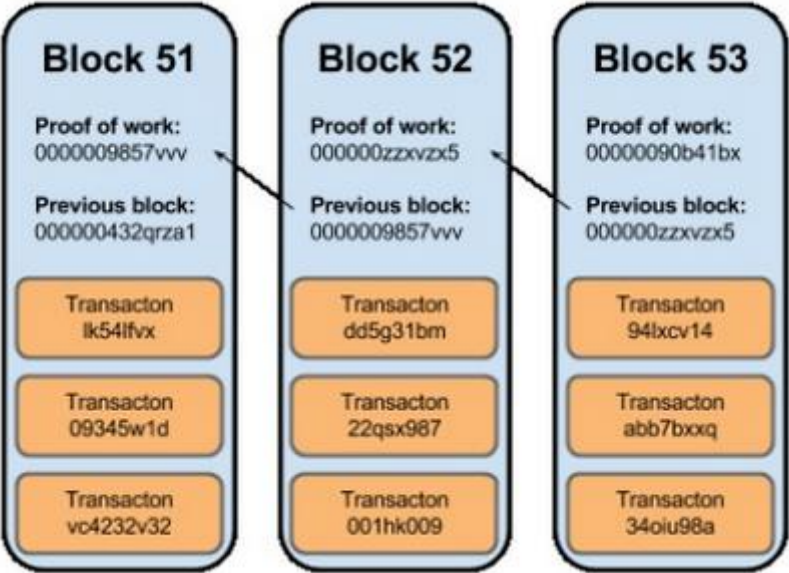 Block 51
Proof of work:
0000009857vvv
Previous block:
000000432qrza1
Transacton
lk54lfvx
Transacton
09345w1d
Transacton
vc4232v32
Block 52
Proof of work:
000000zzxvzx5
Previous block:
0000009857vvv
Transacton
dd5g31bm
Transacton
22qsx987
Transacton
001hk009
Block 53
Proof of work:
00000090b41bx
Previous block:
000000zzxvzx5
Transacton
94lxcv14
Transacton
abb7bxxq
Transacton
34oiu98a